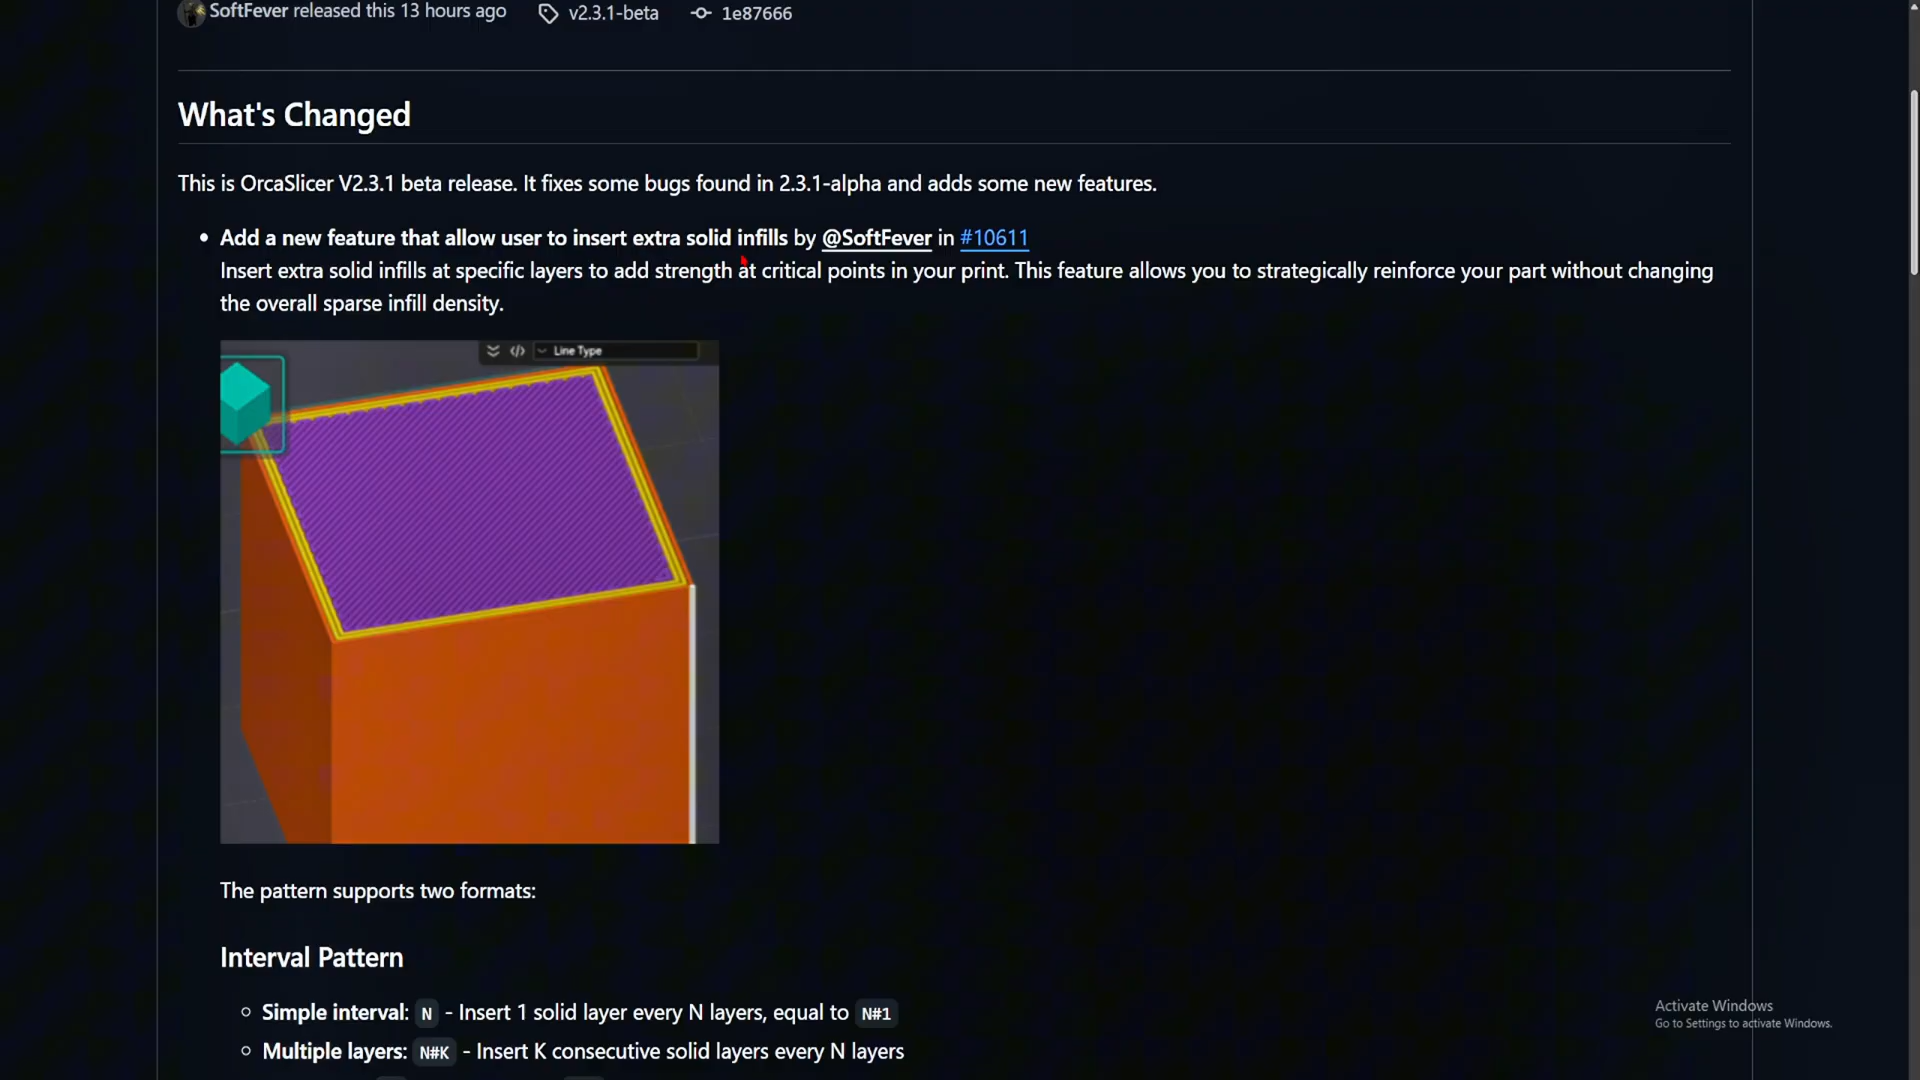 SoftFever released this 13 hours ago v2.3.1-beta 1e87666
What's Changed
This is OrcaSlicer V2.3.1 beta release. It fixes some bugs found in 2.3.1-alpha and adds some new features.
• Add a new feature that allow user to insert extra solid infills by @SoftFever in #10611
Insert extra solid infills at specific layers to add strength at critical points in your print. This feature allows you to strategically reinforce your part without changing
the overall sparse infill density.
</> Line Type
The pattern supports two formats:
Interval Pattern
Simple interval: N - Insert 1 solid layer every N layers, equal to N#1
Multiple layers: N#K - Insert K consecutive solid layers every N layers
Activate Windows
Go to Settings to activate Windows.